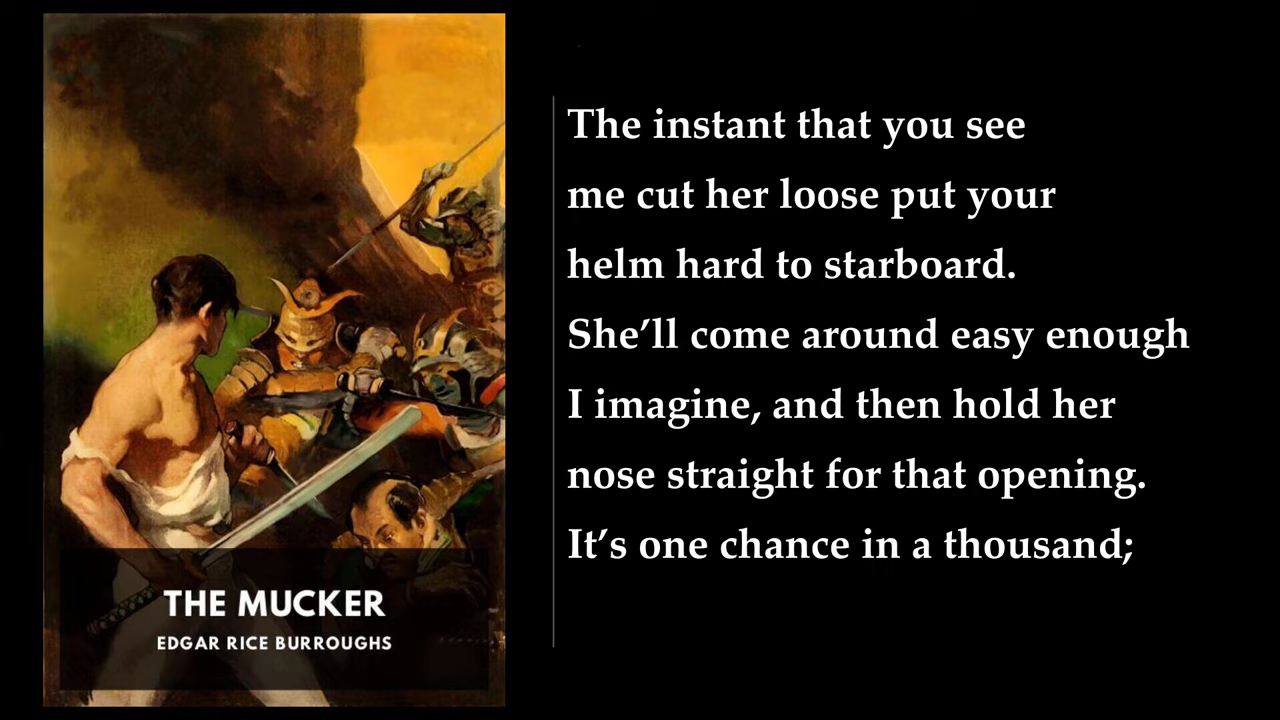 THE MUCKER
EDGAR RICE BURROUGHS
The instant that you see
me cut her loose put your
helm hard to starboard.
She’ll come around easy enough
I imagine, and then hold her
nose straight for that opening.
It’s one chance in a thousand;